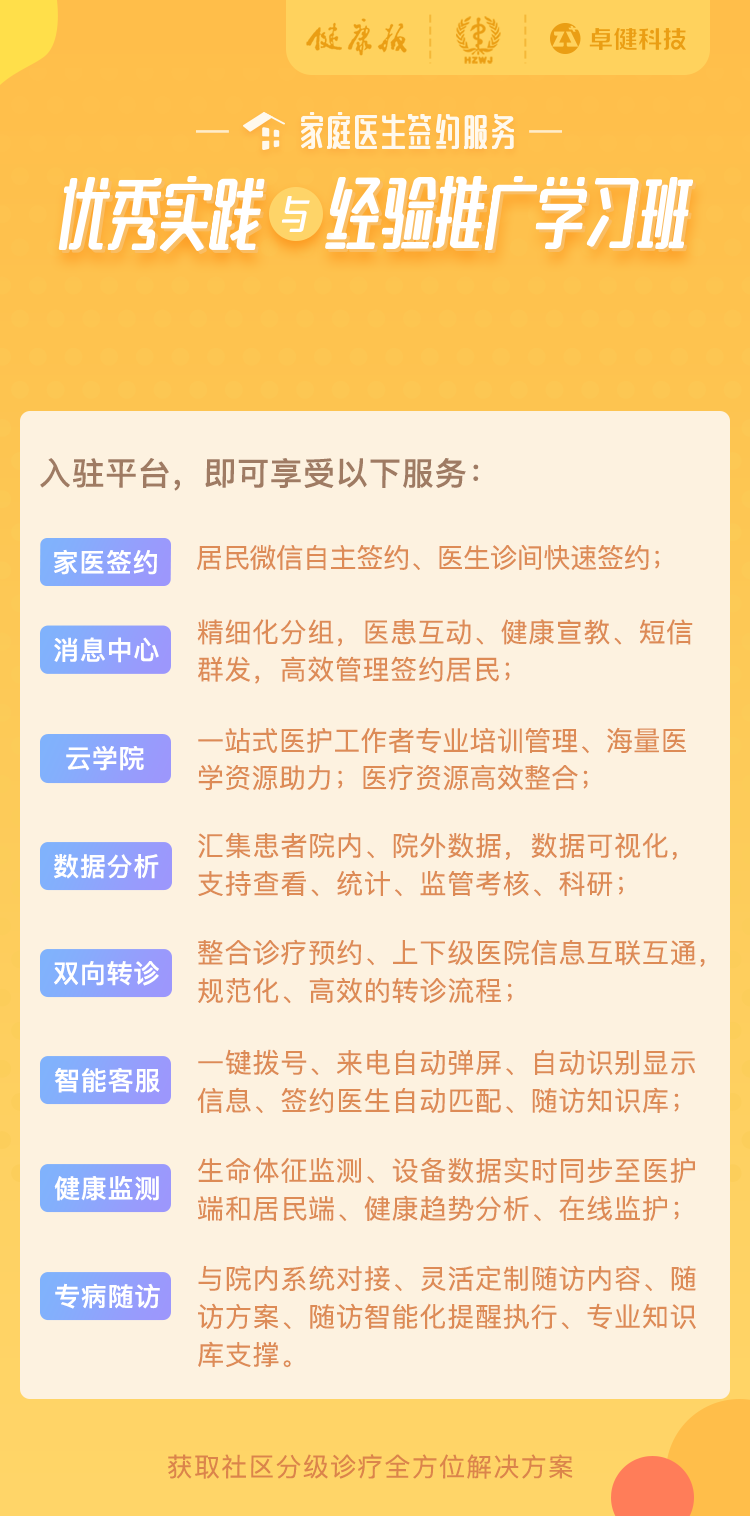 健康报
HZWJ
卓健科技
家庭医生签约服务
优秀实践与经验推广学习班
入驻平台，即可享受以下服务：
家医签约
居民微信自主签约、医生诊间快速签约；
消息中心
精细化分组，医患互动、健康宣教、短信
群发，高效管理签约居民；
云学院
一站式医护工作者专业培训管理、海量医
学资源助力；医疗资源高效整合；
数据分析
汇集患者院内、院外数据，数据可视化，
支持查看、统计、监管考核、科研；
双向转诊
整合诊疗预约、上下级医院信息互联互通，
规范化、高效的转诊流程；
智能客服
一键拨号、来电自动弹屏、自动识别显示
信息、签约医生自动匹配、随访知识库；
健康监测
生命体征监测、设备数据实时同步至医护
端和居民端、健康趋势分析、在线监护；
专病随访
与院内系统对接、灵活定制随访内容、随
访方案、随访智能化提醒执行、专业知识
库支撑。
获取社区分级诊疗全方位解决方案